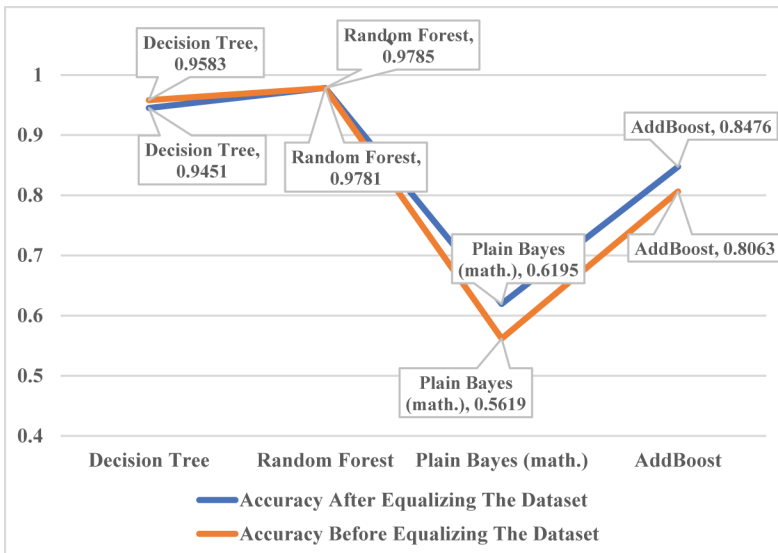 Decision Tree,
0.9583
Random Forest,
0.9785
1
0.9
0.8
0.7
0.6
0.5
0.4
Decision Tree,
0.9451
Random Forest,
0.9781
AddBoost, 0.8476
AddBoost, 0.8063
Plain Bayes
(math.), 0.6195
Plain Bayes
(math.), 0.5619
Decision Tree Random Forest Plain Bayes (math.) AddBoost
Accuracy After Equalizing The Dataset
Accuracy Before Equalizing The Dataset